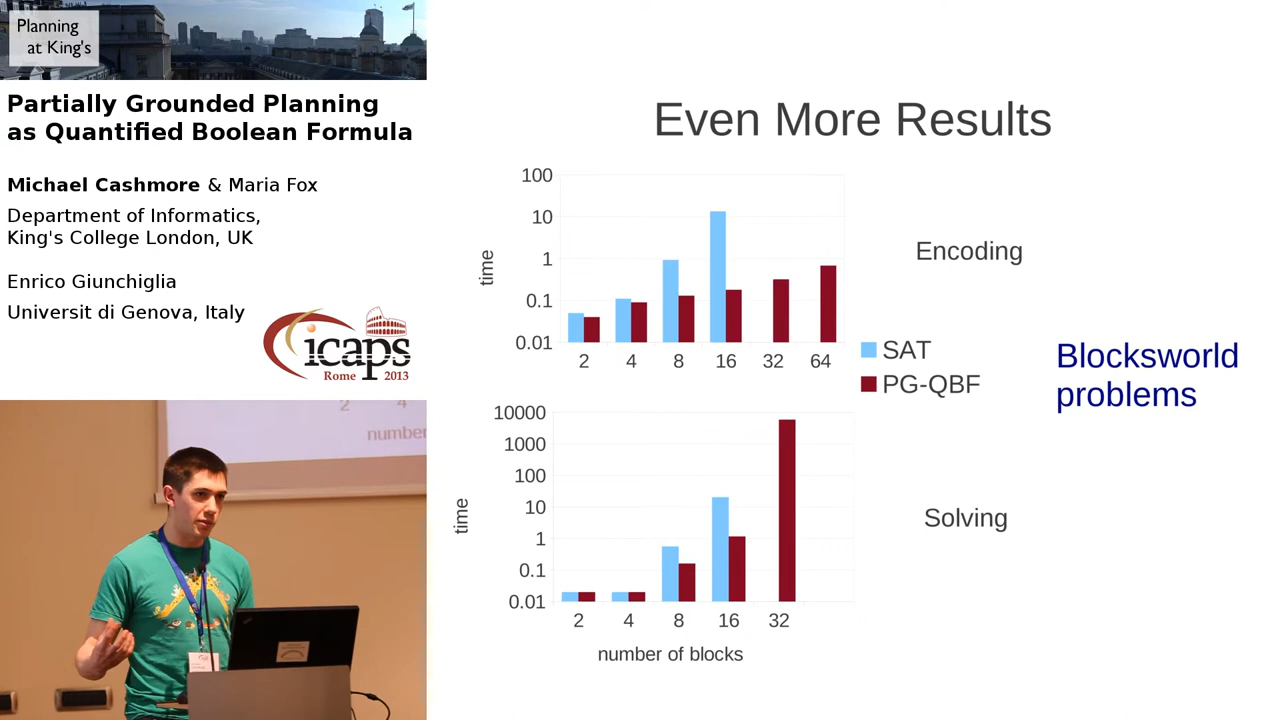 Planning
at King's
Partially Grounded Planning
as Quantified Boolean Formula
Michael Cashmore & Maria Fox
Department of Informatics,
King's College London, UK
Enrico Giunchiglia
Universit di Genova, Italy
icaps
Rome 2013
2 4
number
Even More Results
100
10
1
0.1
0.01
time
2 4 8 16 32 64
Encoding
SAT
PG-QBF
Blocksworld
problems
10000
1000
100
10
1
0.1
0.01
time
2 4 8 16 32
number of blocks
Solving